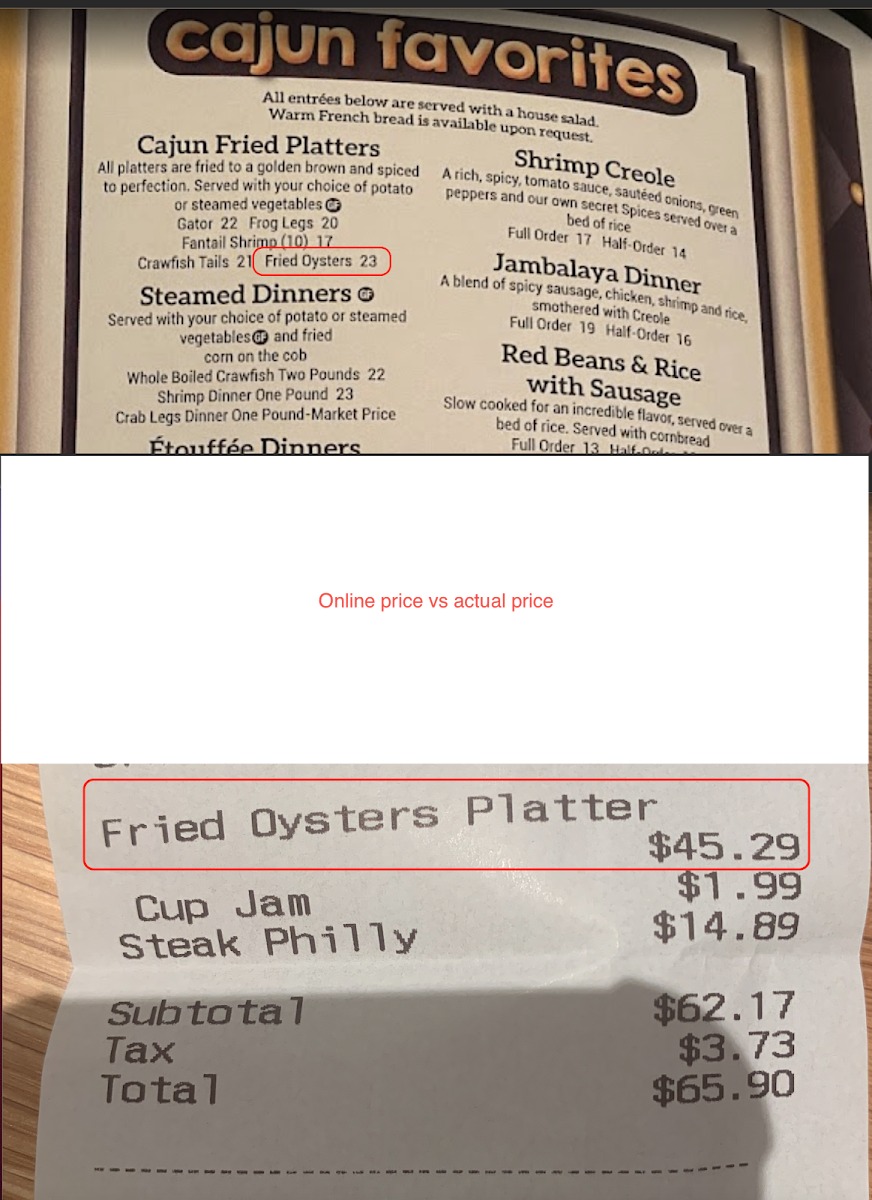 cajun favorites
All entrées below are served with a house salad.
Warm French bread is available upon request.
Cajun Fried Platters
All platters are fried to a golden brown and spiced
to perfection. Served with your choice of potato
or steamed vegetables GF
Gator 22 Frog Legs 20
Fantail Shrimp (10) 17
Crawfish Tails 21 Fried Oysters 23
Steamed Dinners GF
Served with your choice of potato or steamed
vegetables GF and fried
corn on the cob
Whole Boiled Crawfish Two Pounds 22
Shrimp Dinner One Pound 23
Crab Legs Dinner One Pound-Market Price
Étouffée Dinners
Shrimp Creole
A rich, spicy, tomato sauce, sautéed onions, green
peppers and our own secret Spices served over a
bed of rice
Full Order 17 Half-Order 14
Jambalaya Dinner
A blend of spicy sausage, chicken, shrimp and rice,
smothered with Creole
Full Order 19 Half-Order 16
Red Beans & Rice
with Sausage
Slow cooked for an incredible flavor, served over a
bed of rice. Served with cornbread
Full Order 13
Online price vs actual price
Fried Oysters Platter
$45.29
Cup Jam $1.99
Steak Philly $14.89
Subtotal $62.17
Tax $3.73
Total $65.90